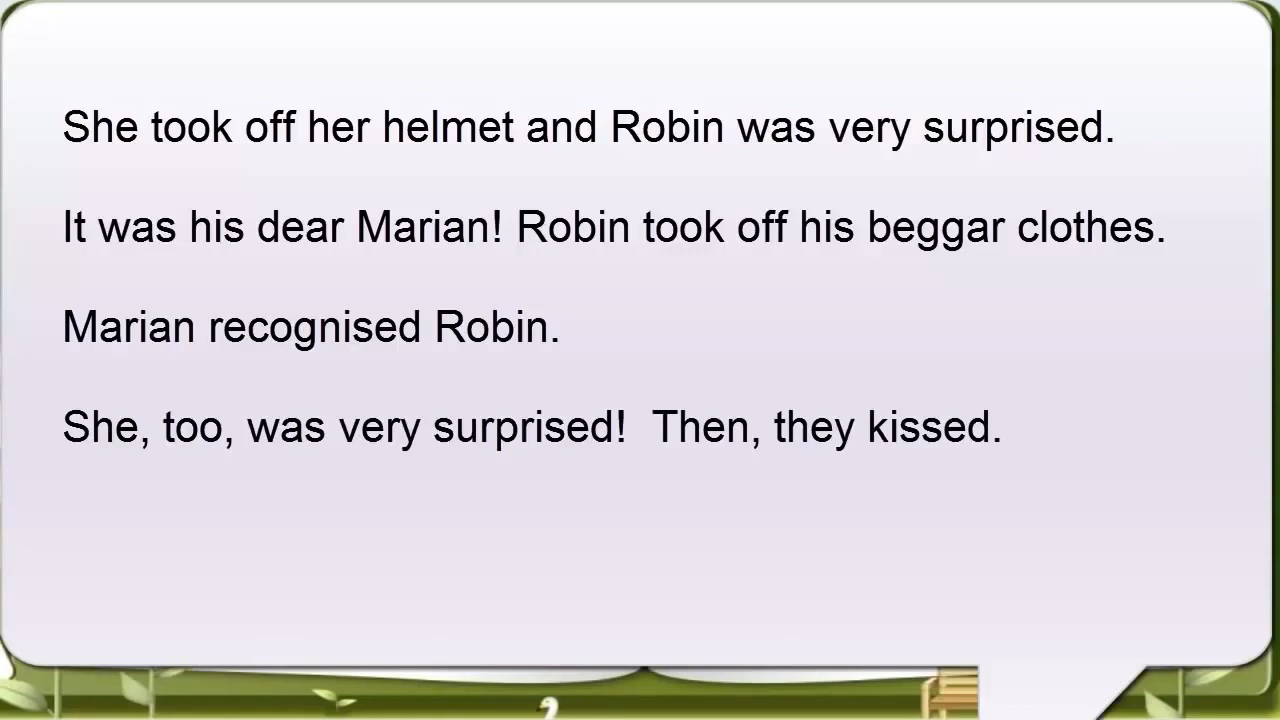 She took off her helmet and Robin was very surprised.
It was his dear Marian! Robin took off his beggar clothes.
Marian recognised Robin.
She, too, was very surprised!  Then, they kissed.